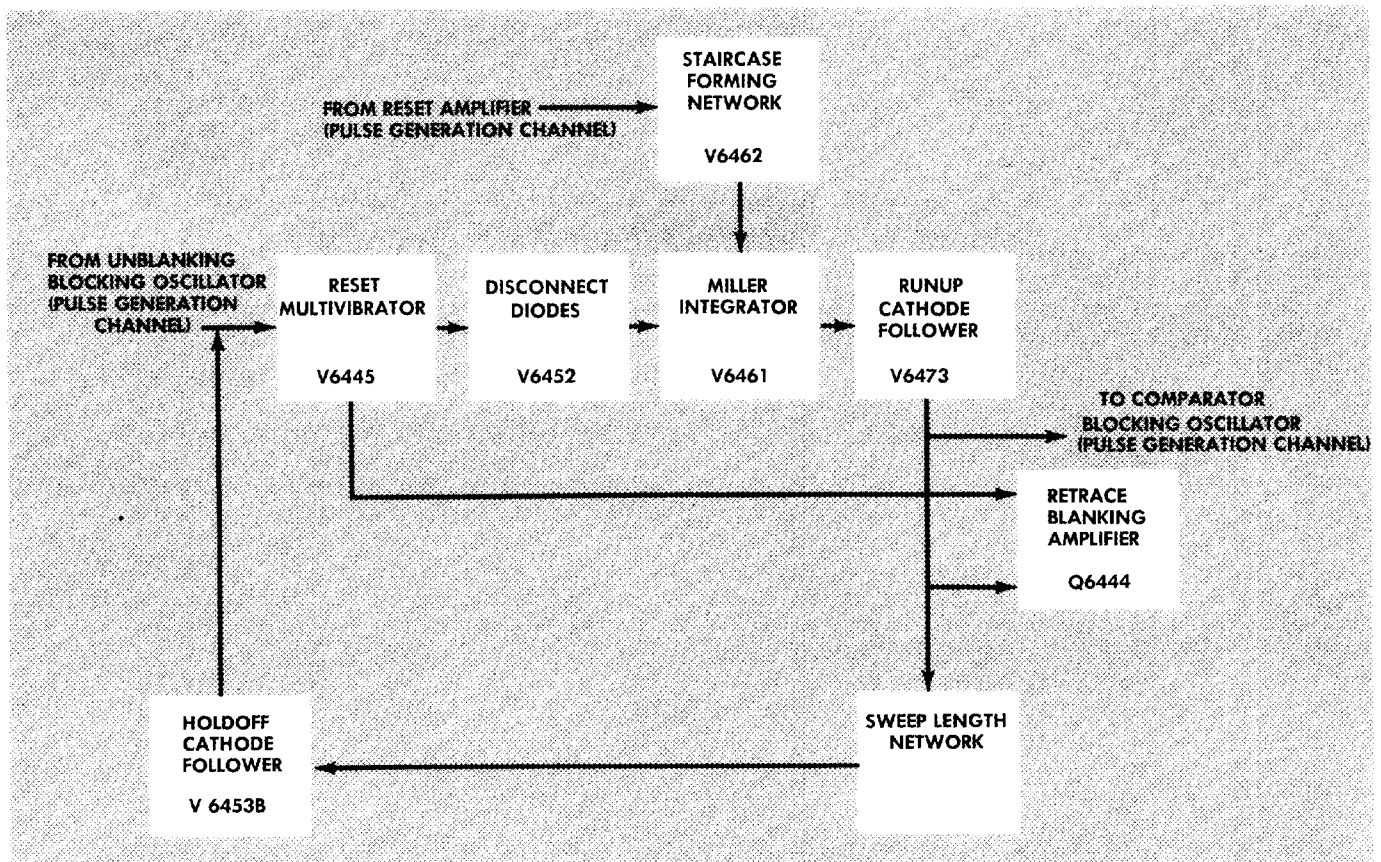 STAIRCASE
FORMING
NETWORK
V6462
FROM RESET AMPLIFIER
(PULSE GENERATION CHANNEL)
FROM UNBLANKING
BLOCKING OSCILLATOR
(PULSE GENERATION
CHANNEL)
RESET
MULTIVIBRATOR
V6445
DISCONNECT
DIODES
V6452
MILLER
INTEGRATOR
V6461
RUNUP
CATHODE
FOLLOWER
V6473
TO COMPARATOR
BLOCKING OSCILLATOR
(PULSE GENERATION CHANNEL)
RETRACE
BLANKING
AMPLIFIER
Q6444
HOLDOFF
CATHODE
FOLLOWER
V 6453B
SWEEP LENGTH
NETWORK